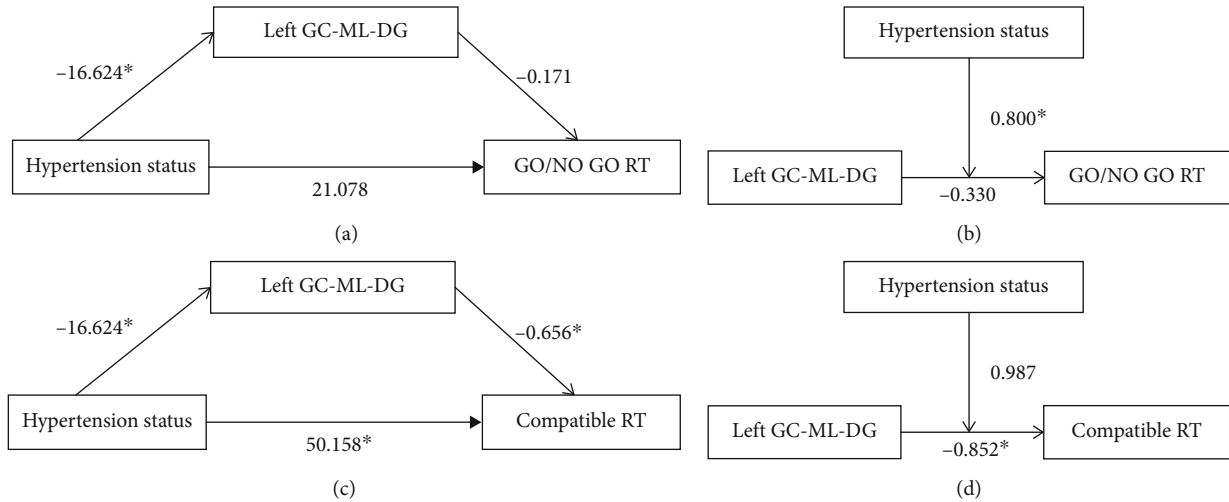 Left GC-ML-DG
–16.624*
–0.171
Hypertension status
GO/NO GO RT
21.078
(a)
Hypertension status
0.800*
Left GC-ML-DG
GO/NO GO RT
–0.330
(b)
Left GC-ML-DG
–16.624*
–0.656*
Hypertension status
Compatible RT
50.158*
(c)
Hypertension status
0.987
Left GC-ML-DG
Compatible RT
–0.852*
(d)